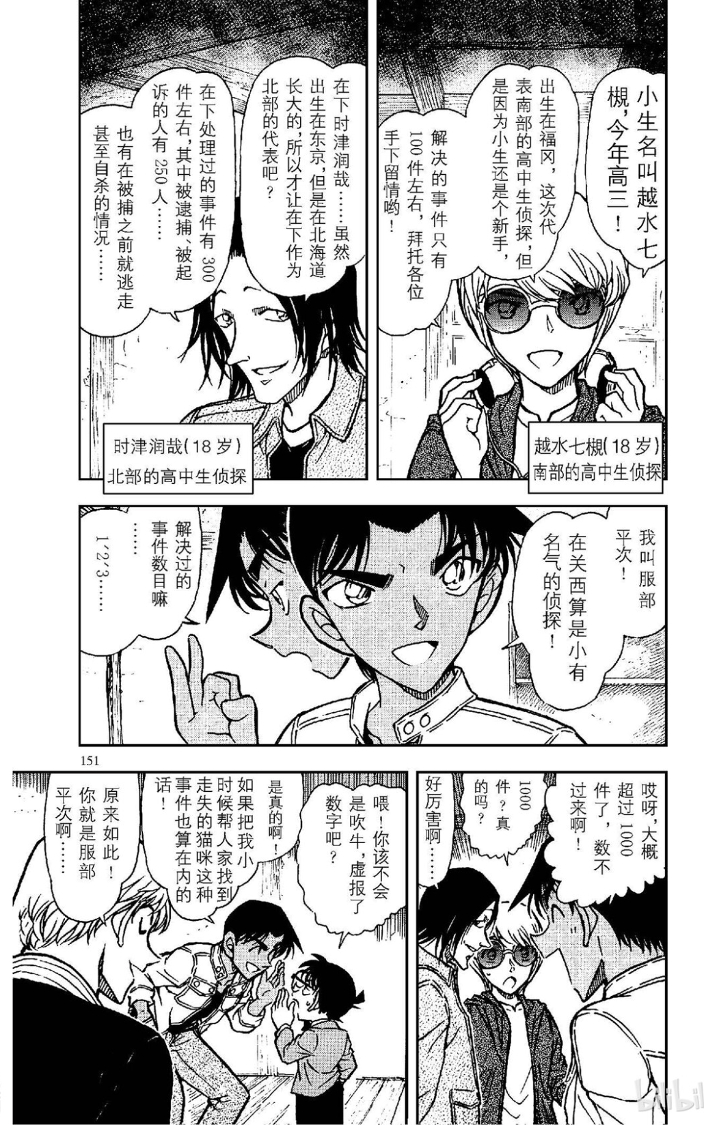 小生名叫越水七
槻，今年高三！
出生在福冈，这次代
表南部的高中生侦探，但
是因为小生还是个新手，
解决的事件只有
100件左右，拜托各位
手下留情哟！
越水七槻(18岁)
南部的高中生侦探
在下时津润哉……虽然
出生在东京，但是在北海道
长大的，所以才让在下作为
北部的代表吧？
在下处理过的事件有300
件左右，其中被逮捕、被起
诉的人有250人……
也有在被捕之前就逃走
甚至自杀的情况……
时津润哉(18岁)
北部的高中生侦探
我叫服部
平次！
在关西算是小有
名气的侦探！
解决过的
事件数目嘛
……
1、2、3……
151
哎呀，大概
超过1000
件了，数不
过来啊！
1000
件？真
的吗？
好厉害啊……
喂！你该不会
是吹牛，虚报了
数字吧？
是真的啊！
如果把我小
时候帮人家找到
走失的猫咪这种
事件也算在内的
话！
原来如此！
你就是服部
平次啊……
bilibili